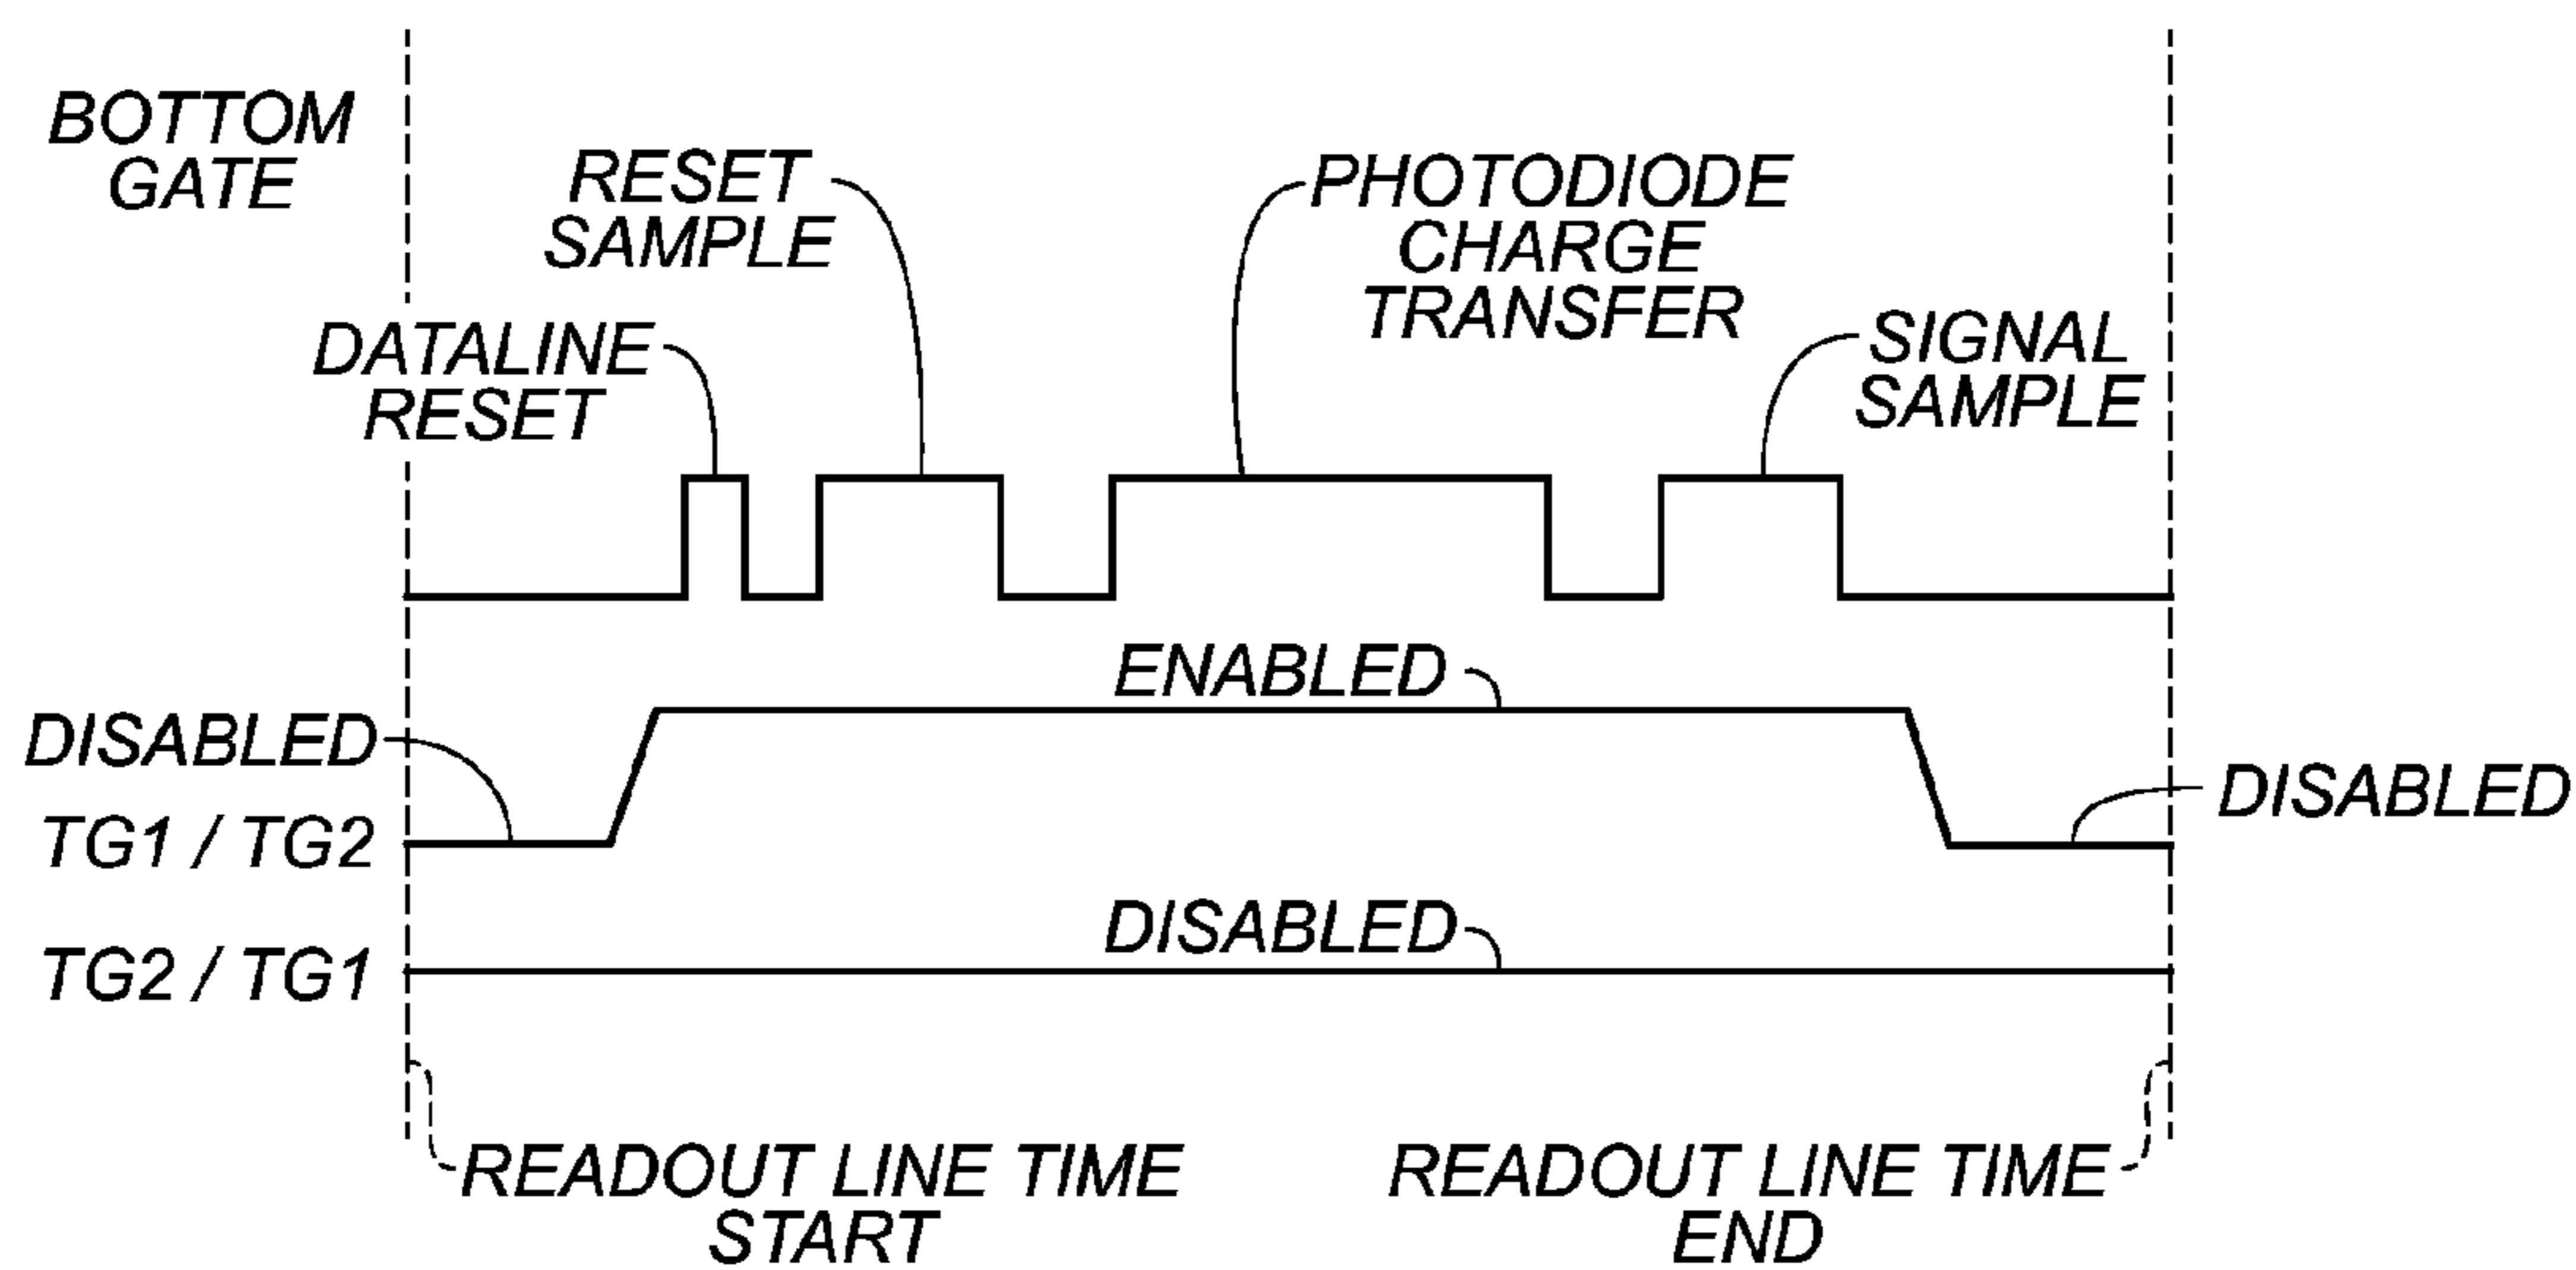 BOTTOM
GATE
RESET
SAMPLE
PHOTODIODE
CHARGE
TRANSFER
DATALINE
RESET
SIGNAL
SAMPLE
ENABLED
DISABLED
DISABLED
TG1 / TG2
DISABLED
TG2 / TG1
READOUT LINE TIME
START
READOUT LINE TIME
END